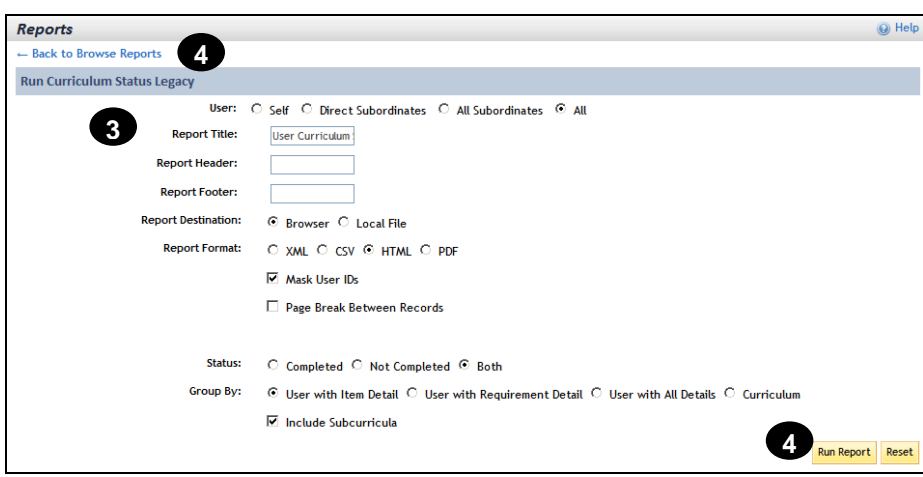 Reports
Help
← Back to Browse Reports
4
Run Curriculum Status Legacy
User: Self Direct Subordinates All Subordinates All
3
Report Title: User Curriculum
Report Header:
Report Footer:
Report Destination: Browser Local File
Report Format: XML CSV HTML PDF
Mask User IDs
Page Break Between Records
Status: Completed Not Completed Both
Group By: User with Item Detail User with Requirement Detail User with All Details Curriculum
Include Subcurricula
4
Run Report Reset